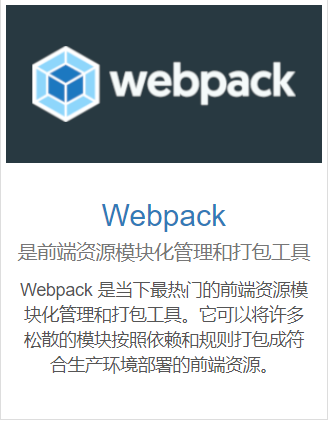 webpack
Webpack
是前端资源模块化管理和打包工具
Webpack 是当下最热门的前端资源模
块化管理和打包工具。它可以将许多
松散的模块按照依赖和规则打包成符
合生产环境部署的前端资源。